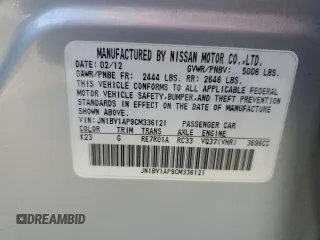 MANUFACTURED BY NISSAN MOTOR CO.,LTD.
DATE: 02/12 GVWR/PNBV: 5008 LBS.
GAWR/PNBE FR: 2444 LBS. RR: 2646 LBS.
THIS VEHICLE CONFORMS TO ALL APPLICABLE FEDERAL
MOTOR VEHICLE SAFETY,BUMPER,AND THEFT PREVENTION
STANDARDS IN EFFECT ON THE DATE OF
MANUFACTURE SHOWN ABOVE.
VIN: JN1BY1AP9CM336121 PASSENGER CAR
COLOR TRIM TRANS AXLE ENGINE
K23 G RE7R01A RC33 VQ37(VHR) 3696CC
JN1BY1AP9CM336121
DREAMBID
DREAMBID